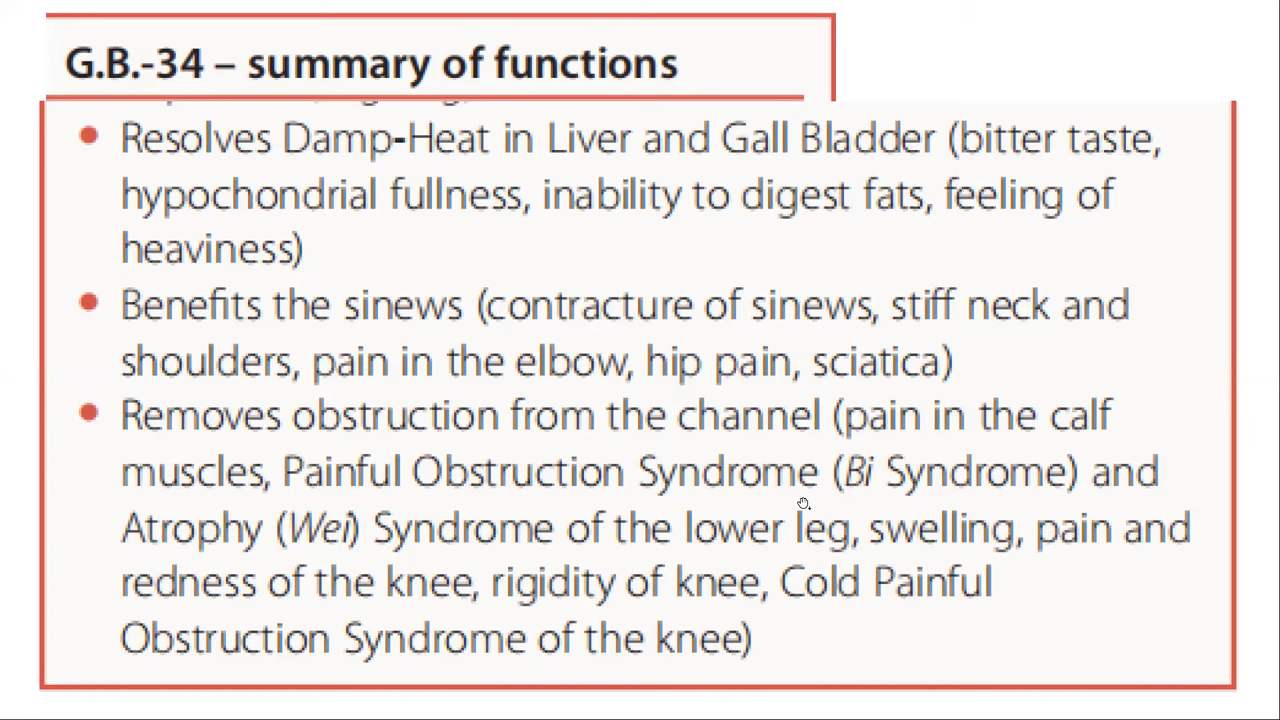 G.B.-34 – summary of functions
● Resolves Damp-Heat in Liver and Gall Bladder (bitter taste,
hypochondrial fullness, inability to digest fats, feeling of
heaviness)
● Benefits the sinews (contracture of sinews, stiff neck and
shoulders, pain in the elbow, hip pain, sciatica)
● Removes obstruction from the channel (pain in the calf
muscles, Painful Obstruction Syndrome (Bi Syndrome) and
Atrophy (Wei) Syndrome of the lower leg, swelling, pain and
redness of the knee, rigidity of knee, Cold Painful
Obstruction Syndrome of the knee)